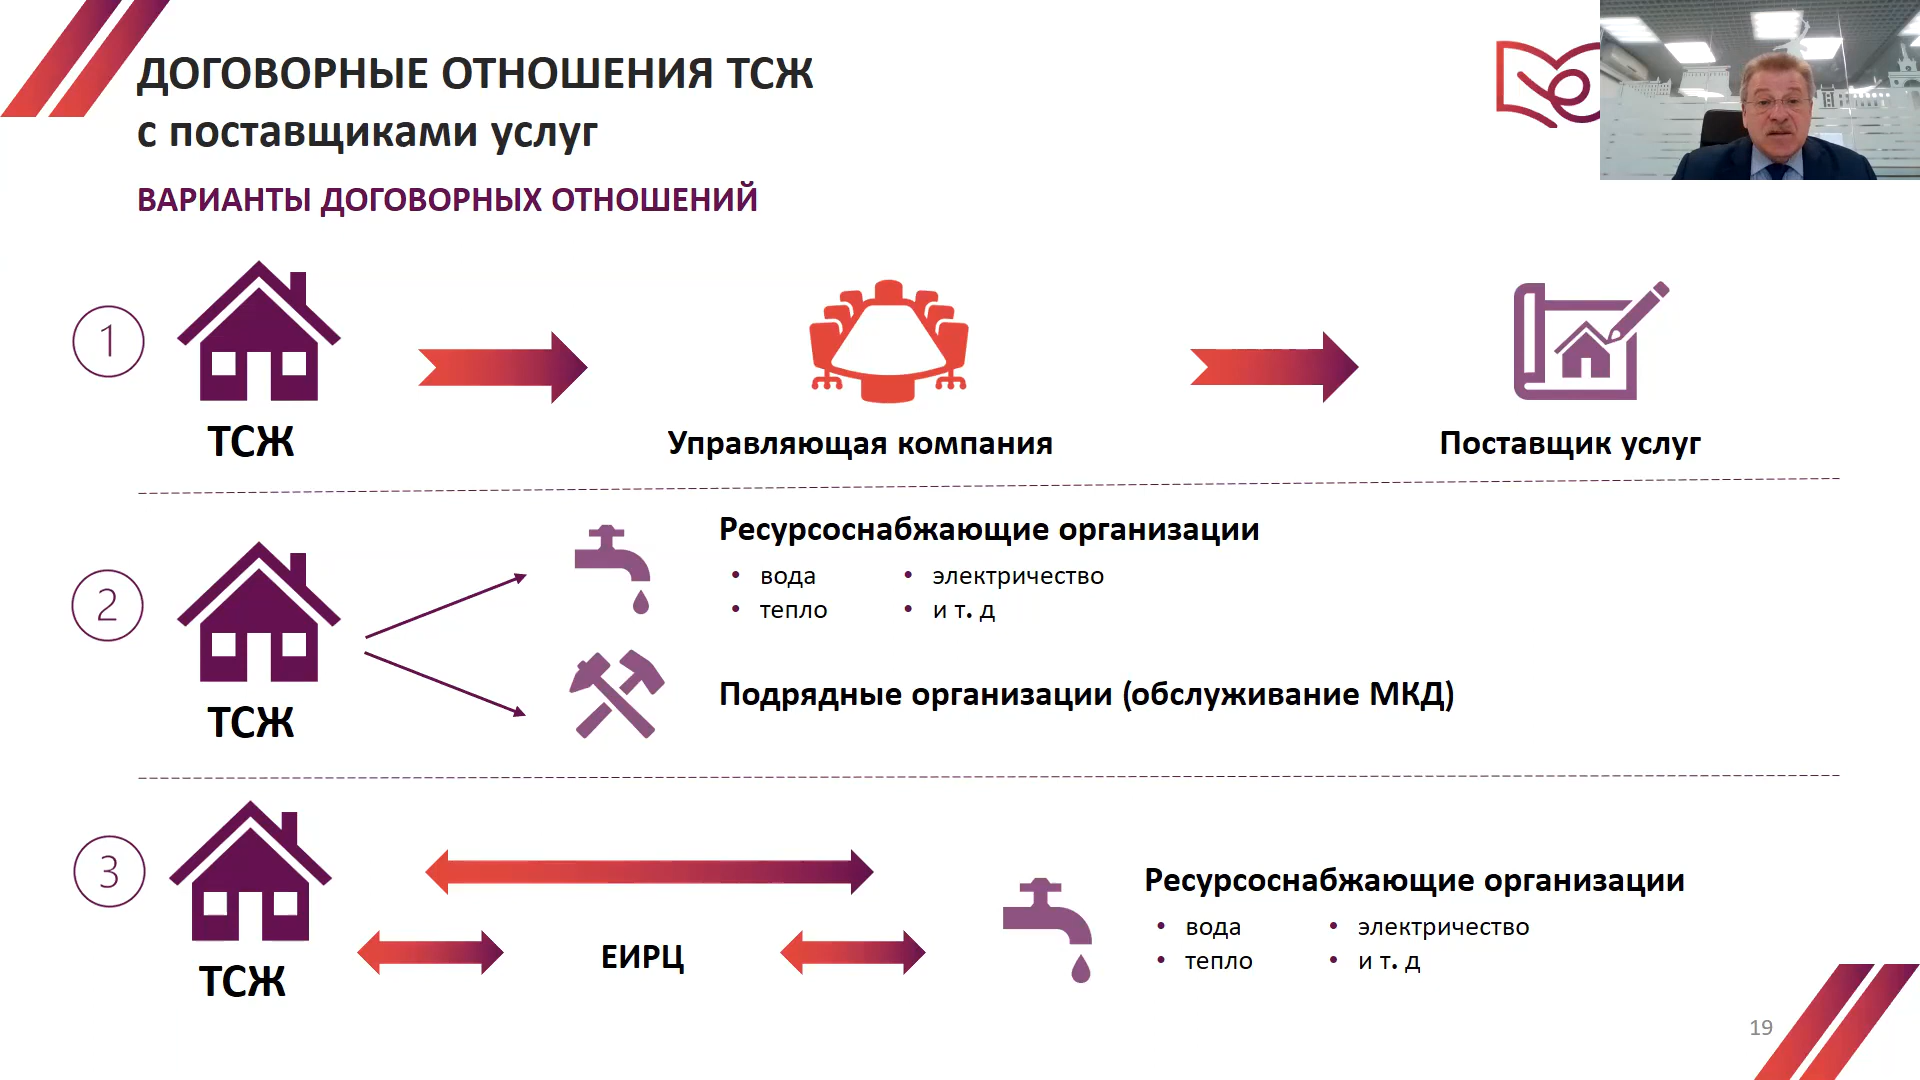 ДОГОВОРНЫЕ ОТНОШЕНИЯ ТСЖ
с поставщиками услуг
ВАРИАНТЫ ДОГОВОРНЫХ ОТНОШЕНИЙ
1
ТСЖ
Управляющая компания
Поставщик услуг
2
ТСЖ
Ресурсоснабжающие организации
• вода
• электричество
• тепло
• и т. д
Подрядные организации (обслуживание МКД)
3
ТСЖ
ЕИРЦ
Ресурсоснабжающие организации
• вода
• электричество
• тепло
• и т. д
19